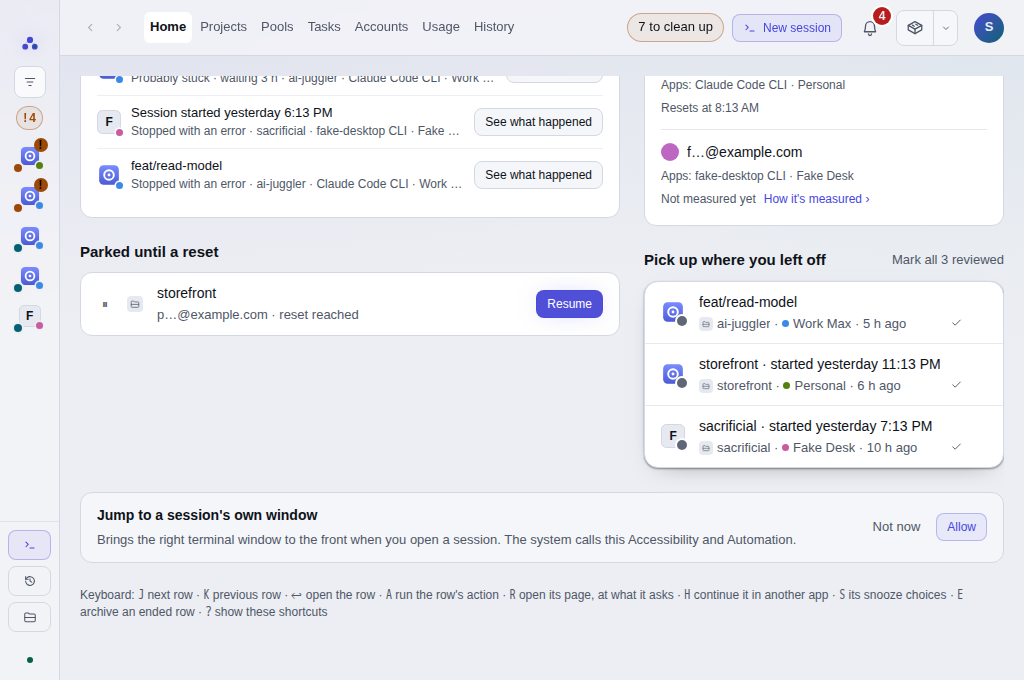 Home Projects Pools Tasks Accounts Usage History
7 to clean up
New session
4
S
!4
!
!
F
Probably stuck · waiting 3 h · ai-juggler · Claude Code CLI · Work …
F
Session started yesterday 6:13 PM
Stopped with an error · sacrificial · fake-desktop CLI · Fake …
See what happened
feat/read-model
Stopped with an error · ai-juggler · Claude Code CLI · Work …
See what happened
Parked until a reset
storefront
p…@example.com · reset reached
Resume
Apps: Claude Code CLI · Personal
Resets at 8:13 AM
f…@example.com
Apps: fake-desktop CLI · Fake Desk
Not measured yet How it's measured ›
Pick up where you left off
Mark all 3 reviewed
feat/read-model
ai-juggler · Work Max · 5 h ago
storefront · started yesterday 11:13 PM
storefront · Personal · 6 h ago
F
sacrificial · started yesterday 7:13 PM
sacrificial · Fake Desk · 10 h ago
Jump to a session's own window
Brings the right terminal window to the front when you open a session. The system calls this Accessibility and Automation.
Not now
Allow
Keyboard: J next row · K previous row · ↩ open the row · A run the row's action · R open its page, at what it asks · H continue it in another app · S its snooze choices · E
archive an ended row · ? show these shortcuts